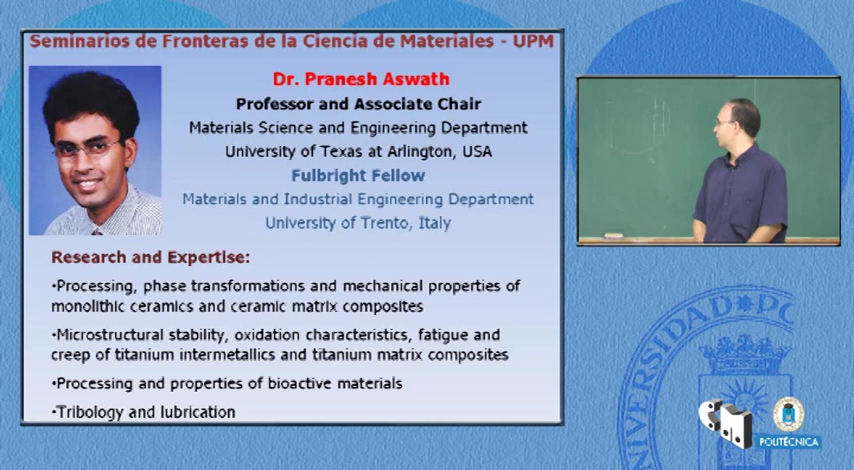 Seminarios de Fronteras de la Ciencia de Materiales - UPM
Dr. Pranesh Aswath
Professor and Associate Chair
Materials Science and Engineering Department
University of Texas at Arlington, USA
Fulbright Fellow
Materials and Industrial Engineering Department
University of Trento, Italy
Research and Expertise:
•Processing, phase transformations and mechanical properties of
monolithic ceramics and ceramic matrix composites
•Microstructural stability, oxidation characteristics, fatigue and
creep of titanium intermetallics and titanium matrix composites
•Processing and properties of bioactive materials
•Tribology and lubrication
POLITÉCNICA